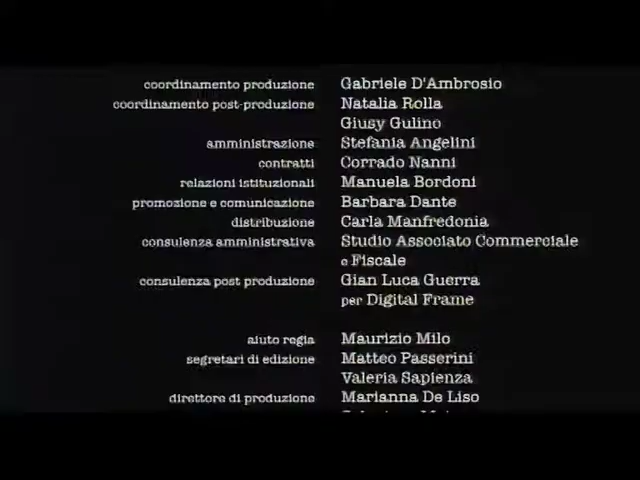 coordinamento produzione Gabriele D'Ambrosio
coordinamento post-produzione Natalia Rolla
Giusy Gulino
amministrazione Stefania Angelini
contratti Corrado Nanni
relazioni istituzionali Manuela Bordoni
promozione e comunicazione Barbara Dante
distribuzione Carla Manfredonia
consulenza amministrativa Studio Associato Commerciale
e Fiscale
consulenza post produzione Gian Luca Guerra
per Digital Frame
aiuto regia Maurizio Milo
segretari di edizione Matteo Passerini
Valeria Sapienza
direttore di produzione Marianna De Liso